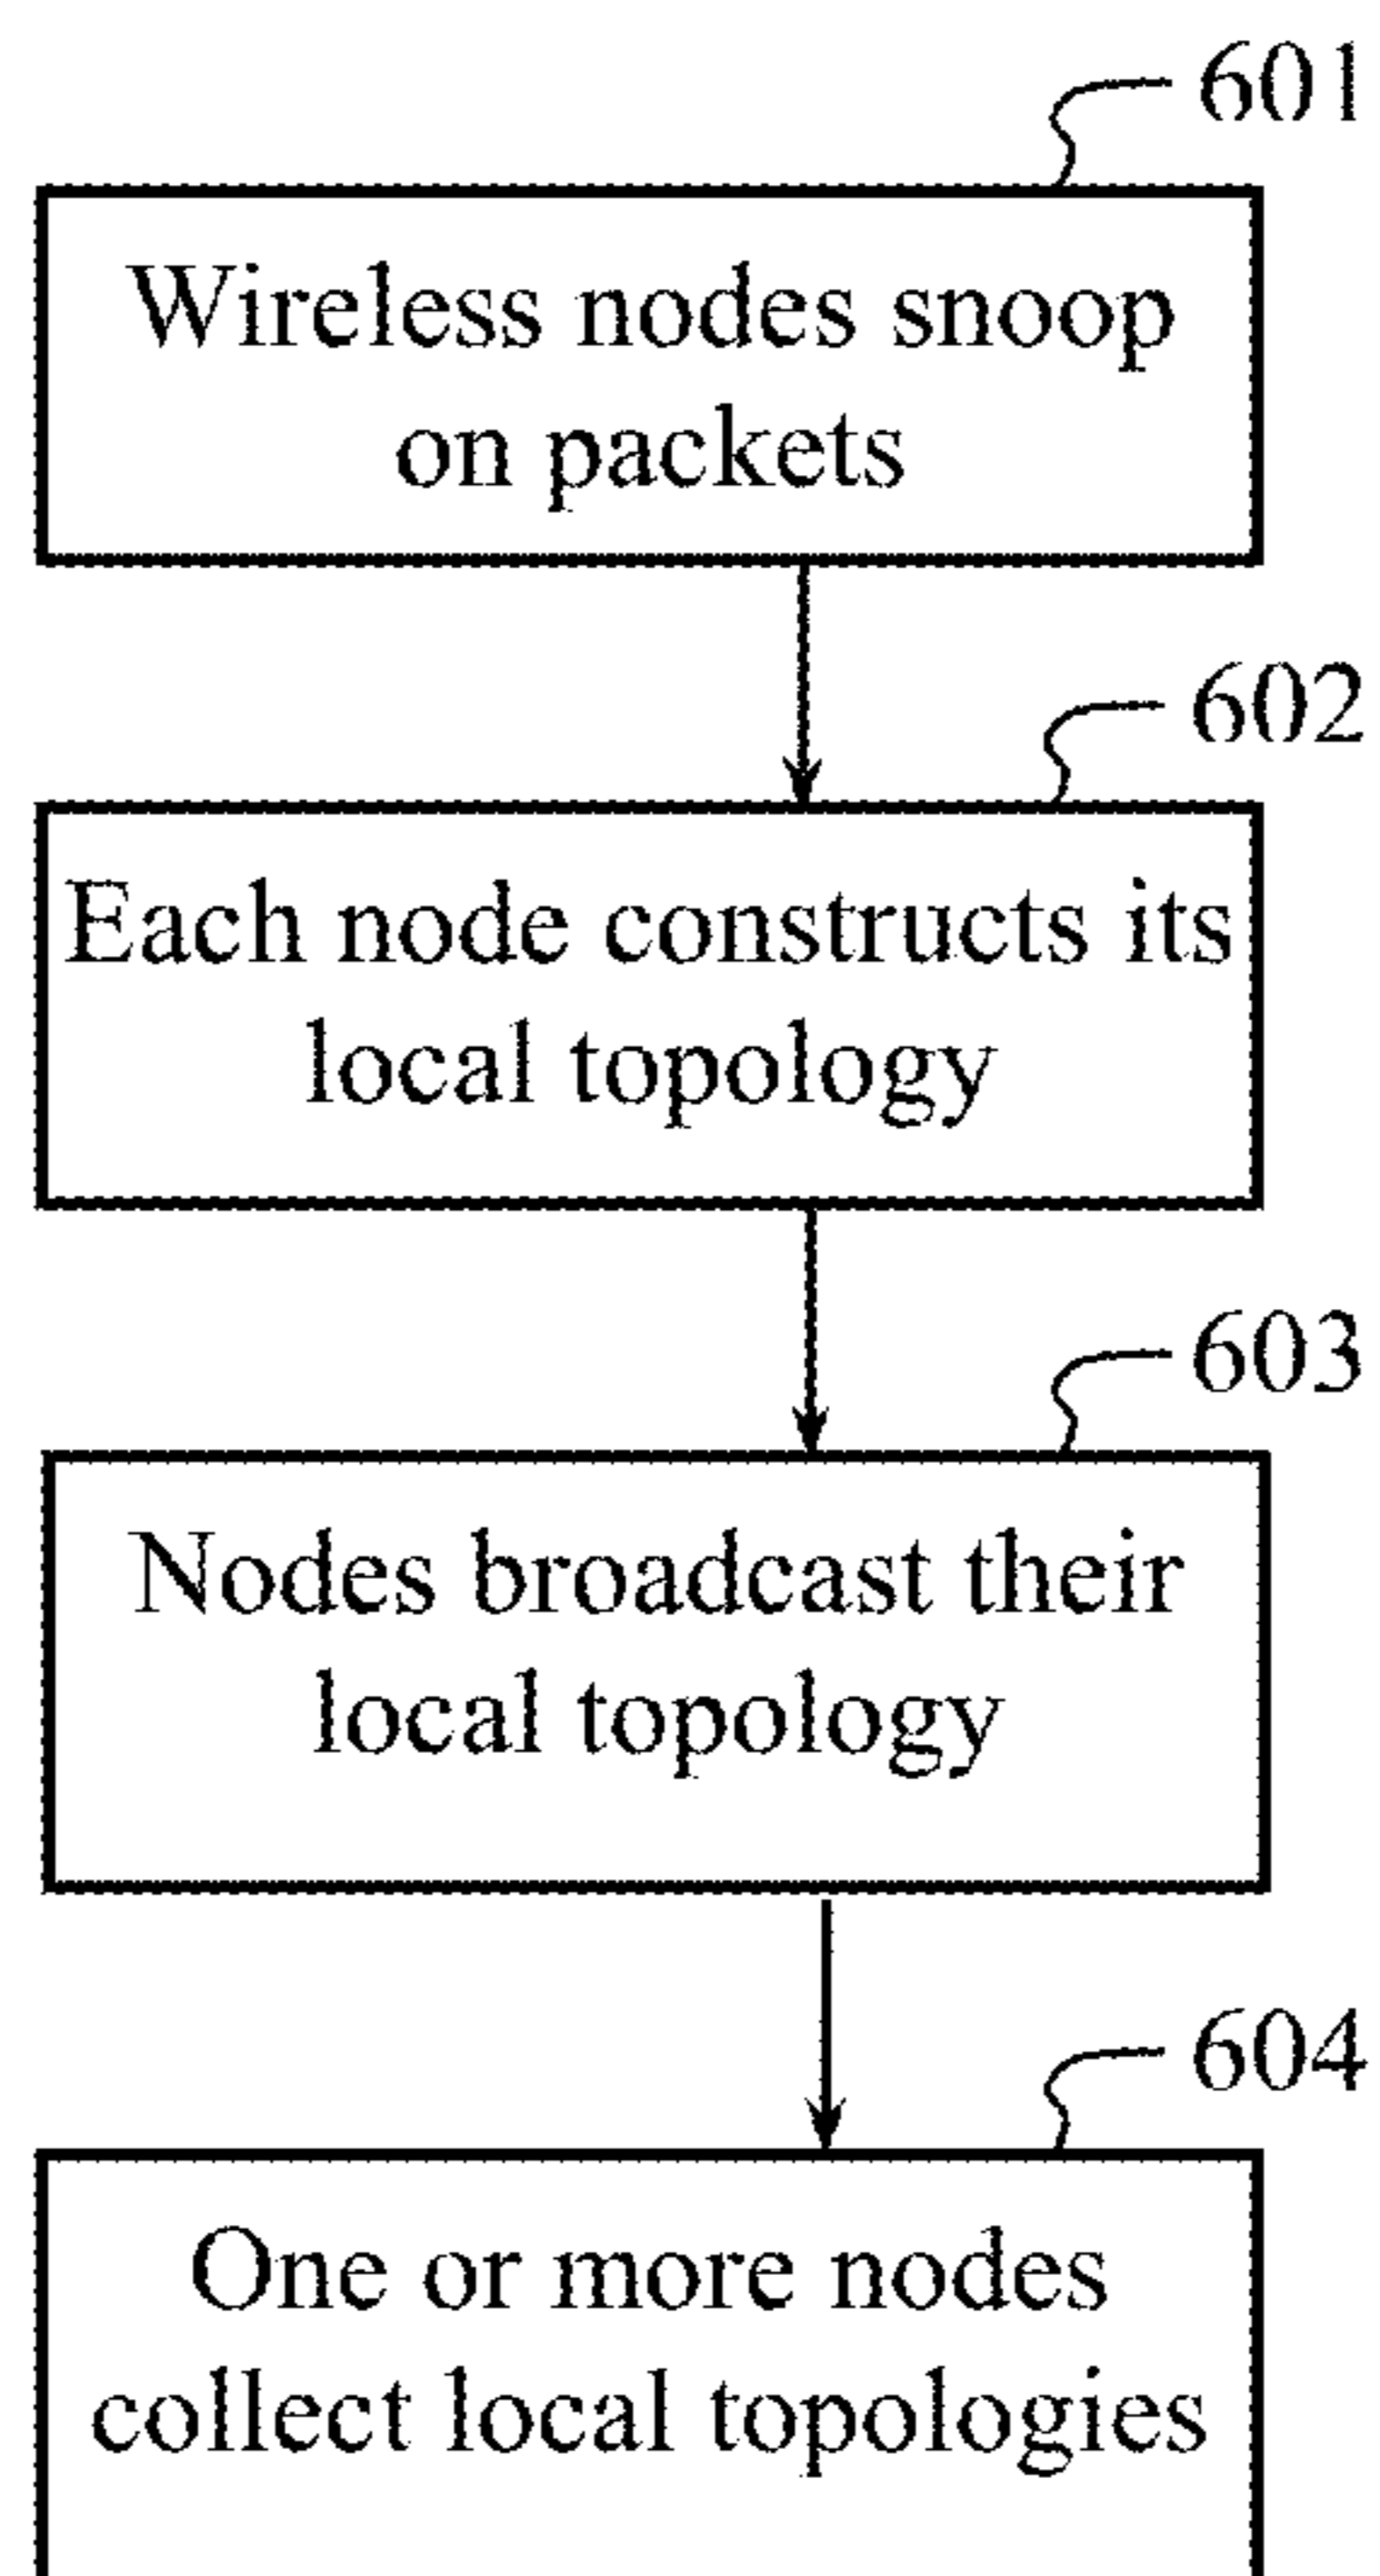 601
Wireless nodes snoop
on packets
602
Each node constructs its
local topology
603
Nodes broadcast their
local topology
604
One or more nodes
collect local topologies